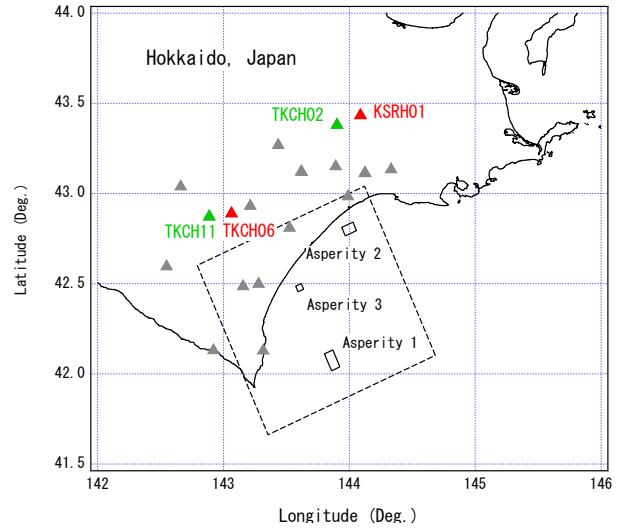 44.0
Hokkaido, Japan
43.5
TKCH02
KSRH01
43.0
TKCH11
TKCH06
Asperity 2
42.5
Asperity 3
Asperity 1
42.0
41.5
142
143
144
145
146
Latitude (Deg.)
Longitude (Deg.)